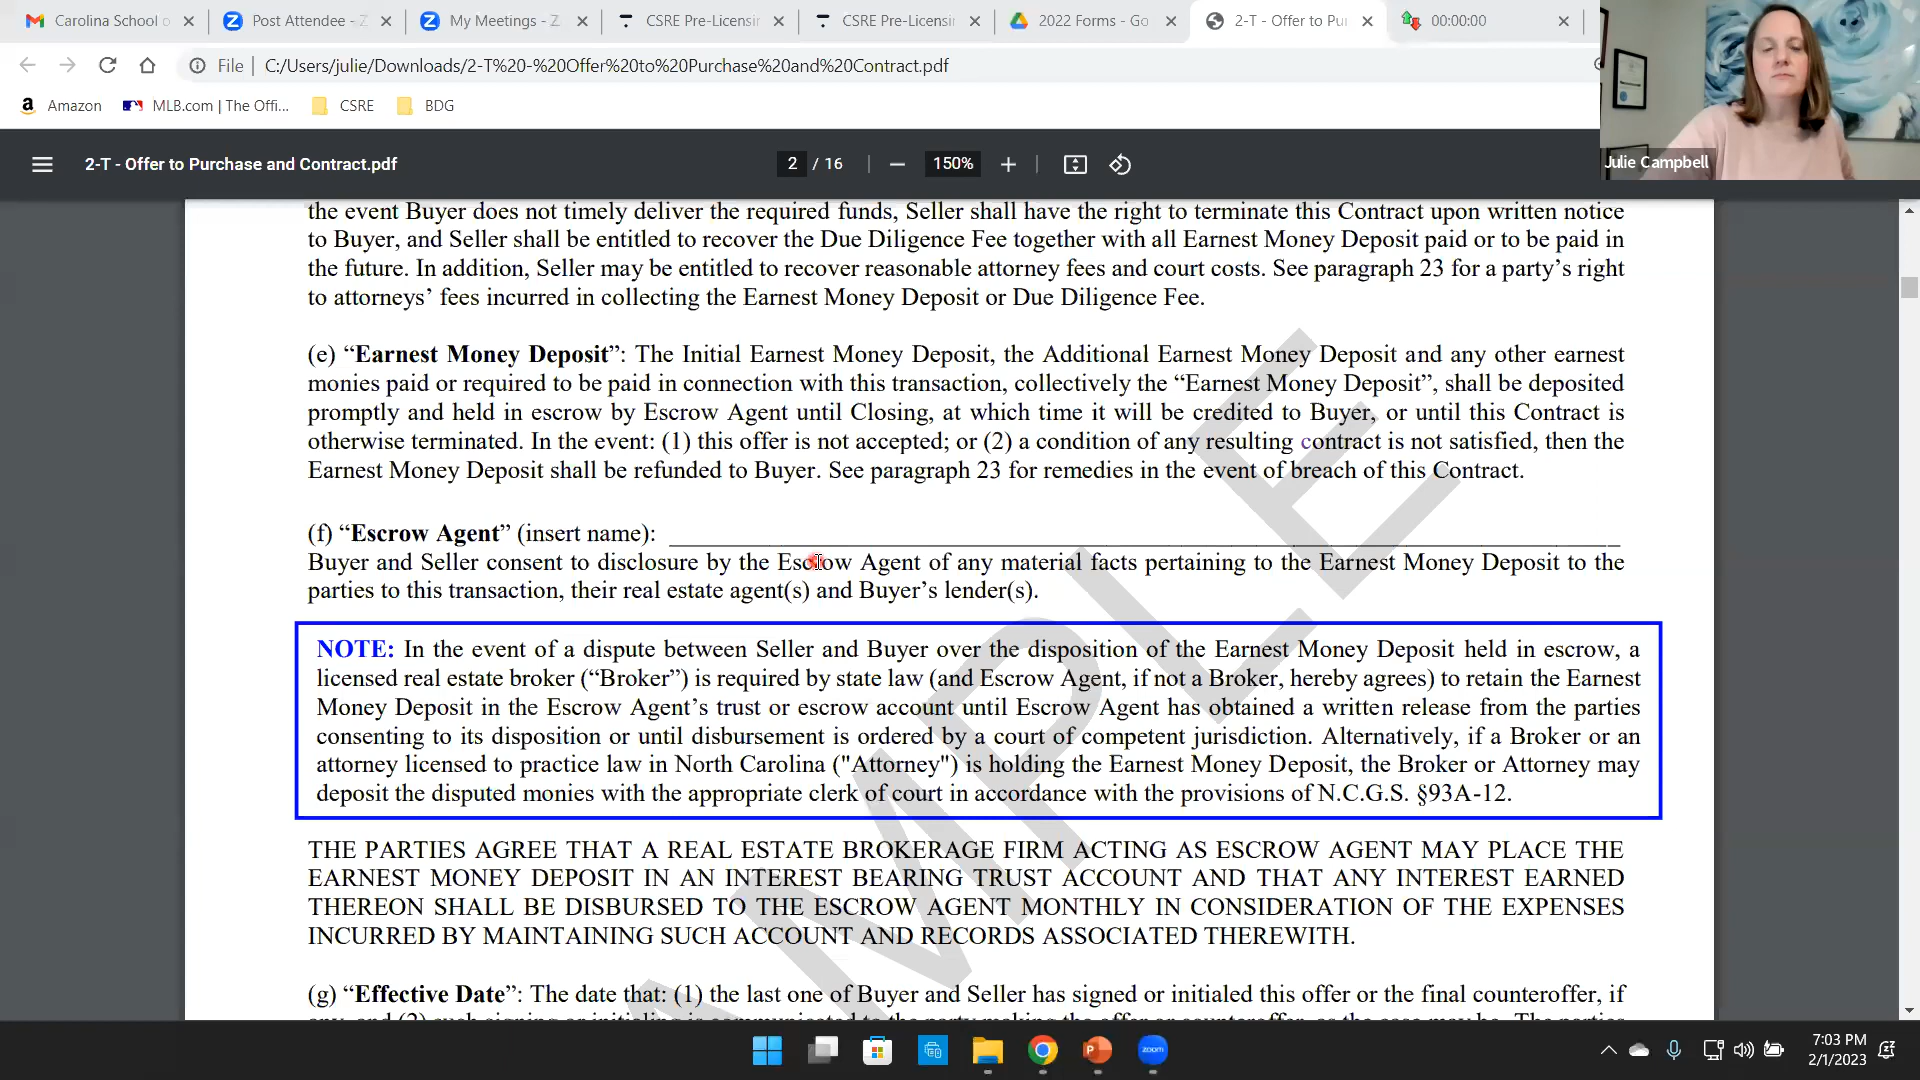 Carolina School o
Post Attendee - Z
My Meetings - Z
CSRE Pre-Licensin
CSRE Pre-Licensin
2022 Forms - Go
2-T - Offer to Pu
00:00:00
File
C:/Users/julie/Downloads/2-T%20-%20Offer%20to%20Purchase%20and%20Contract.pdf
Amazon
MLB.com | The Offi...
CSRE
BDG
2-T - Offer to Purchase and Contract.pdf
2 / 16
150%
Julie Campbell
the event Buyer does not timely deliver the required funds, Seller shall have the right to terminate this Contract upon written notice
to Buyer, and Seller shall be entitled to recover the Due Diligence Fee together with all Earnest Money Deposit paid or to be paid in
the future. In addition, Seller may be entitled to recover reasonable attorney fees and court costs. See paragraph 23 for a party's right
to attorneys' fees incurred in collecting the Earnest Money Deposit or Due Diligence Fee.
(e) “Earnest Money Deposit”: The Initial Earnest Money Deposit, the Additional Earnest Money Deposit and any other earnest
monies paid or required to be paid in connection with this transaction, collectively the “Earnest Money Deposit”, shall be deposited
promptly and held in escrow by Escrow Agent until Closing, at which time it will be credited to Buyer, or until this Contract is
otherwise terminated. In the event: (1) this offer is not accepted; or (2) a condition of any resulting contract is not satisfied, then the
Earnest Money Deposit shall be refunded to Buyer. See paragraph 23 for remedies in the event of breach of this Contract.
(f) “Escrow Agent” (insert name): ____________________
Buyer and Seller consent to disclosure by the Escrow Agent of any material facts pertaining to the Earnest Money Deposit to the
parties to this transaction, their real estate agent(s) and Buyer's lender(s).
NOTE: In the event of a dispute between Seller and Buyer over the disposition of the Earnest Money Deposit held in escrow, a
licensed real estate broker (“Broker”) is required by state law (and Escrow Agent, if not a Broker, hereby agrees) to retain the Earnest
Money Deposit in the Escrow Agent's trust or escrow account until Escrow Agent has obtained a written release from the parties
consenting to its disposition or until disbursement is ordered by a court of competent jurisdiction. Alternatively, if a Broker or an
attorney licensed to practice law in North Carolina ("Attorney") is holding the Earnest Money Deposit, the Broker or Attorney may
deposit the disputed monies with the appropriate clerk of court in accordance with the provisions of N.C.G.S. §93A-12.
THE PARTIES AGREE THAT A REAL ESTATE BROKERAGE FIRM ACTING AS ESCROW AGENT MAY PLACE THE
EARNEST MONEY DEPOSIT IN AN INTEREST BEARING TRUST ACCOUNT AND THAT ANY INTEREST EARNED
THEREON SHALL BE DISBURSED TO THE ESCROW AGENT MONTHLY IN CONSIDERATION OF THE EXPENSES
INCURRED BY MAINTAINING SUCH ACCOUNT AND RECORDS ASSOCIATED THEREWITH.
(g) “Effective Date”: The date that: (1) the last one of Buyer and Seller has signed or initialed this offer or the final counteroffer, if
AMPLE
zoom
7:03 PM
2/1/2023